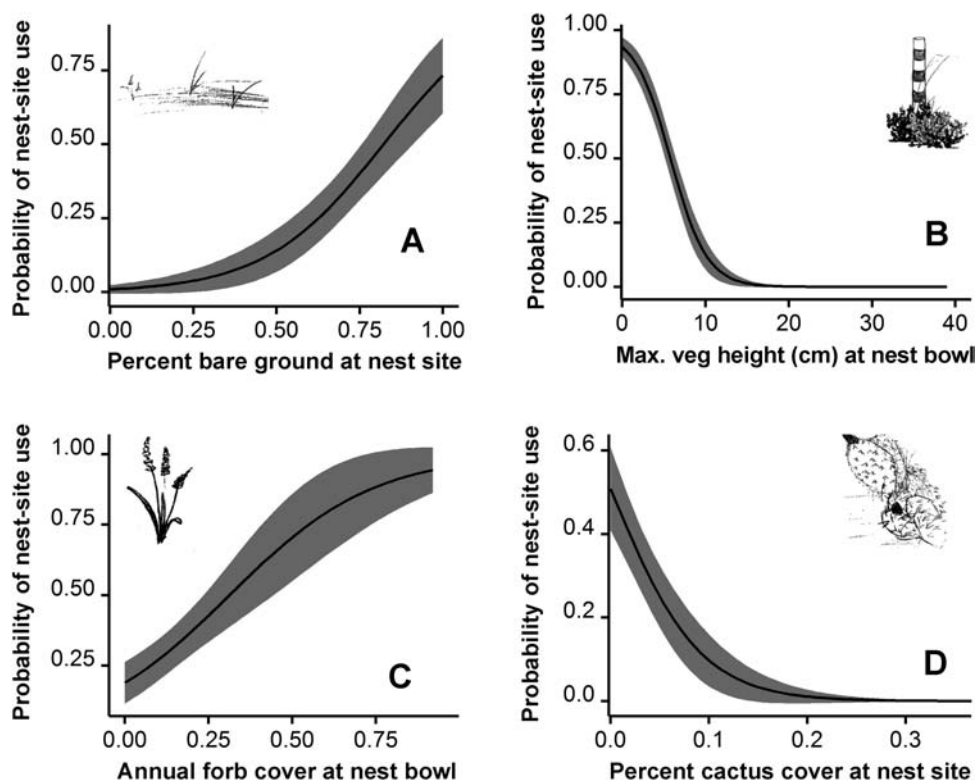 Probability of nest-site use
0.75
0.50
0.25
0.00
A
0.00 0.25 0.50 0.75 1.00
Percent bare ground at nest site
Probability of nest-site use
1.00
0.75
0.50
0.25
0.00
B
0 10 20 30 40
Max. veg height (cm) at nest bowl
Probability of nest-site use
1.00
0.75
0.50
0.25
C
0.00 0.25 0.50 0.75
Annual forb cover at nest bowl
Probability of nest-site use
0.6
0.4
0.2
0.0
D
0.0 0.1 0.2 0.3
Percent cactus cover at nest site